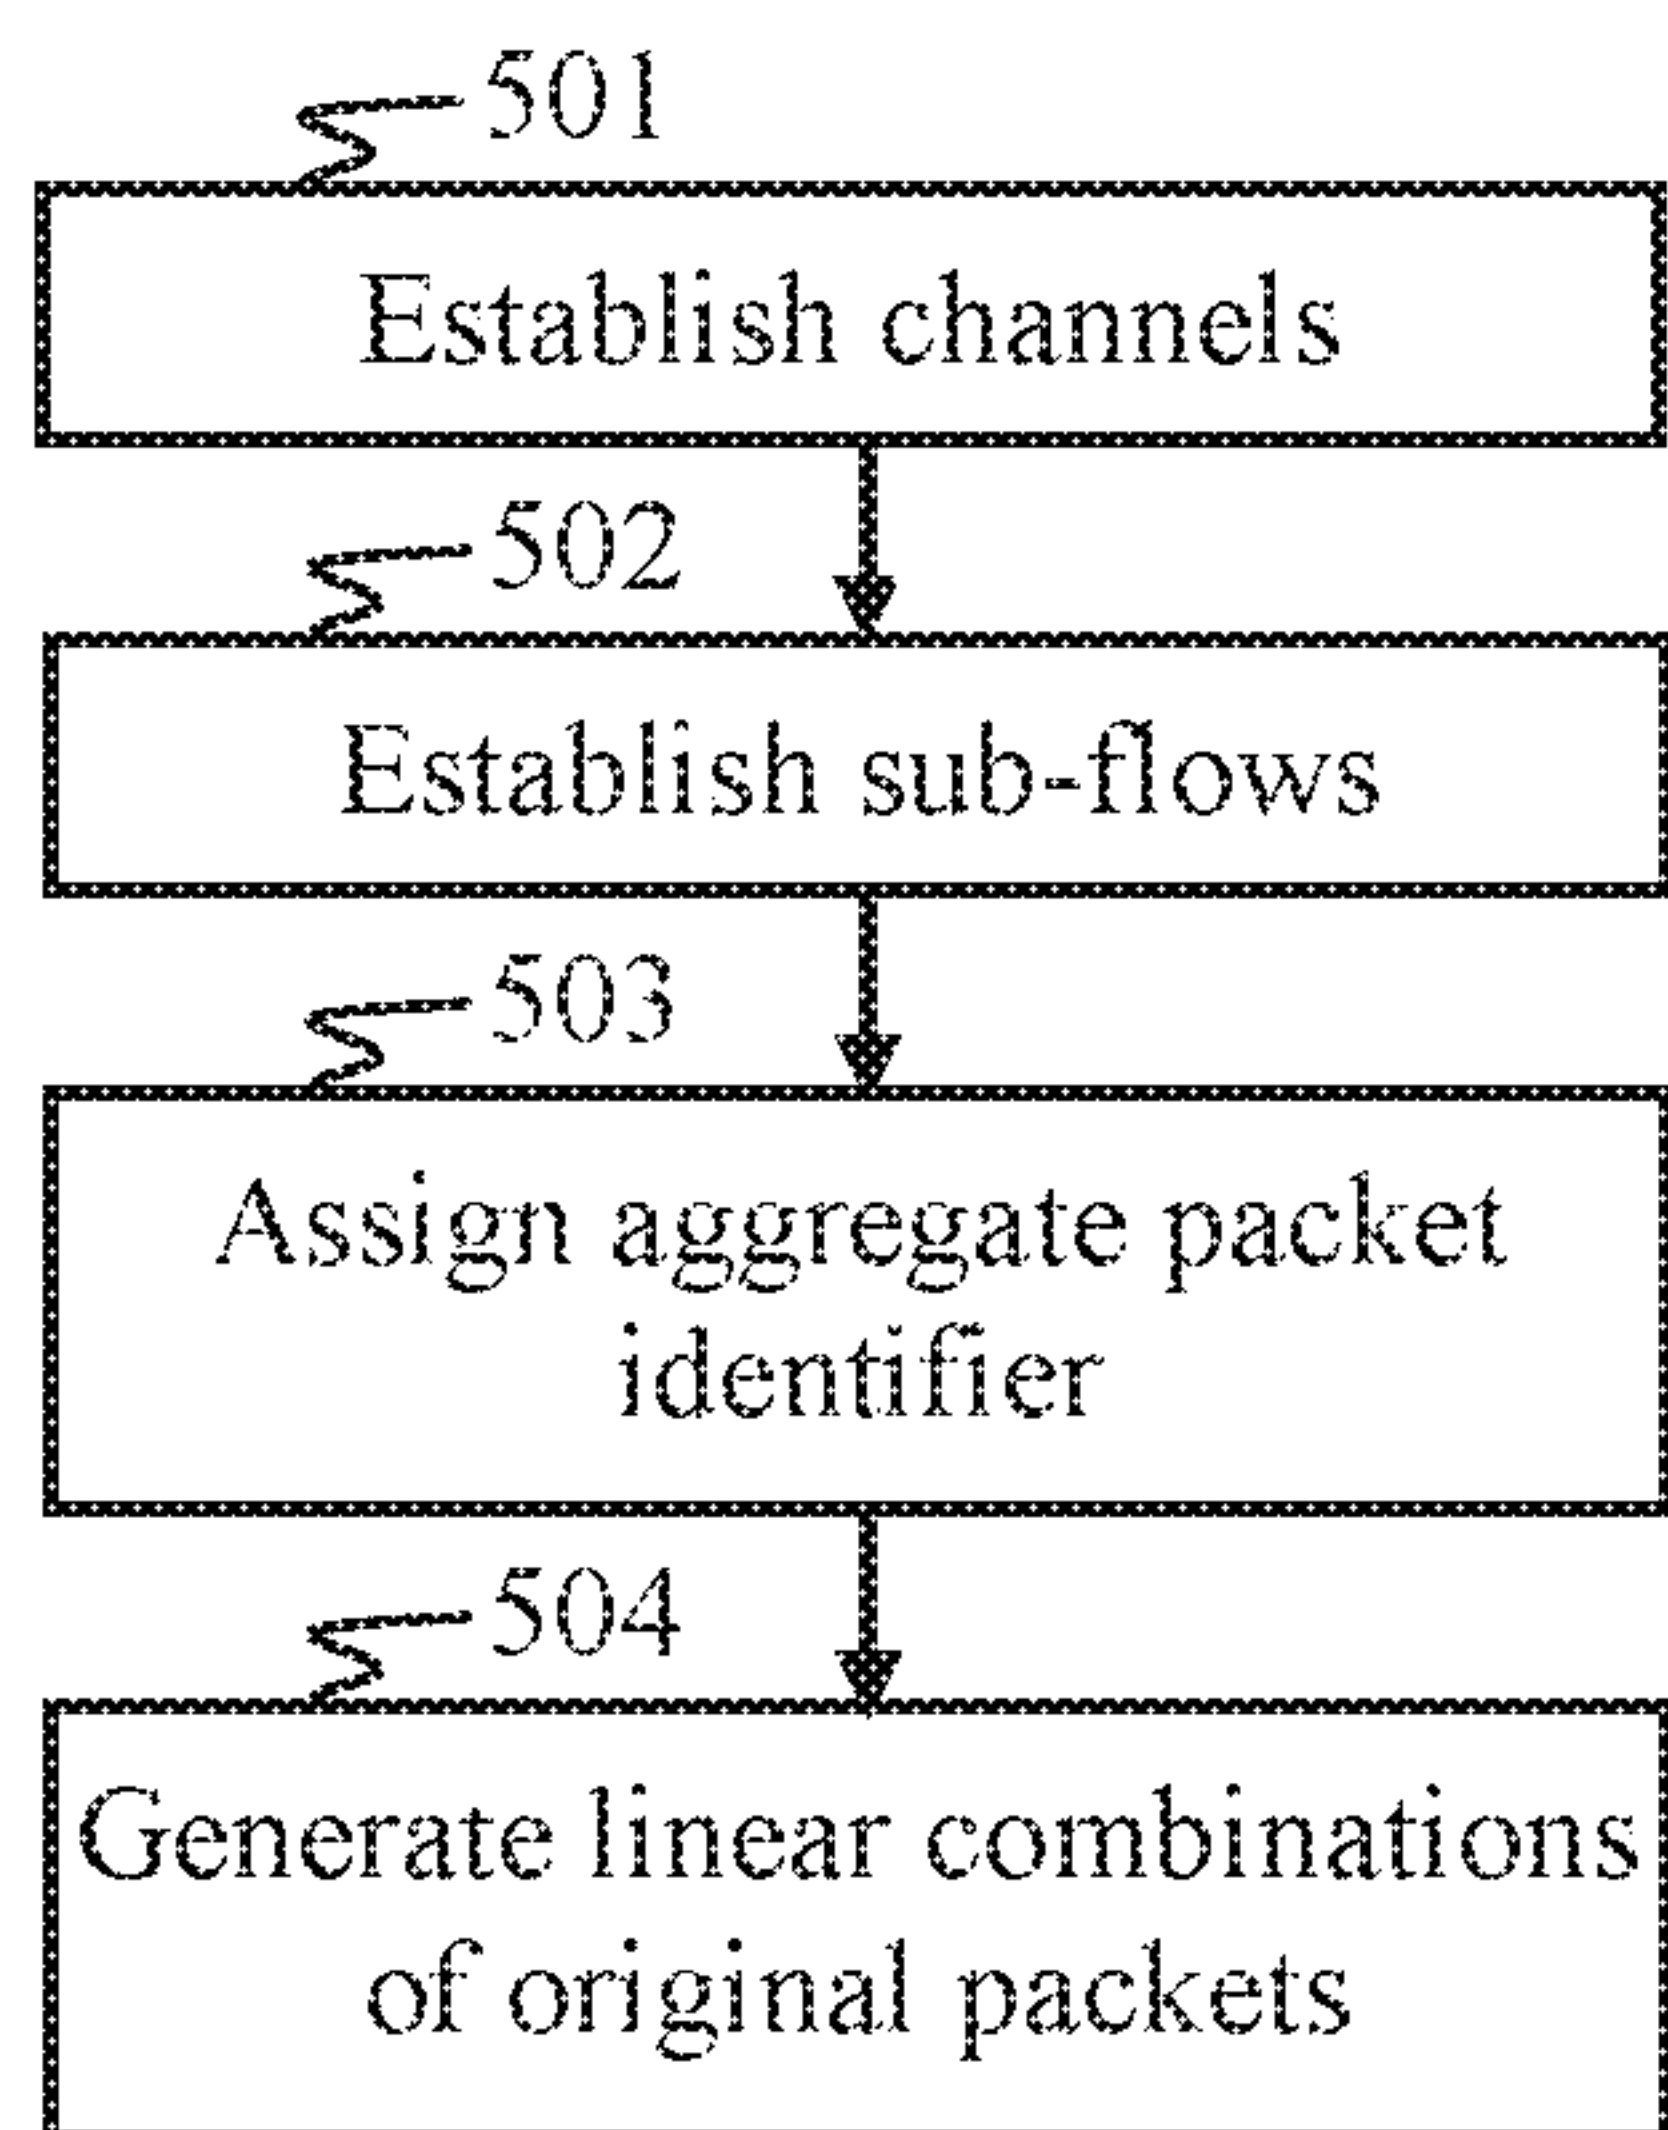 501
Establish channels
502
Establish sub-flows
503
Assign aggregate packet
identifier
504
Generate linear combinations
of original packets